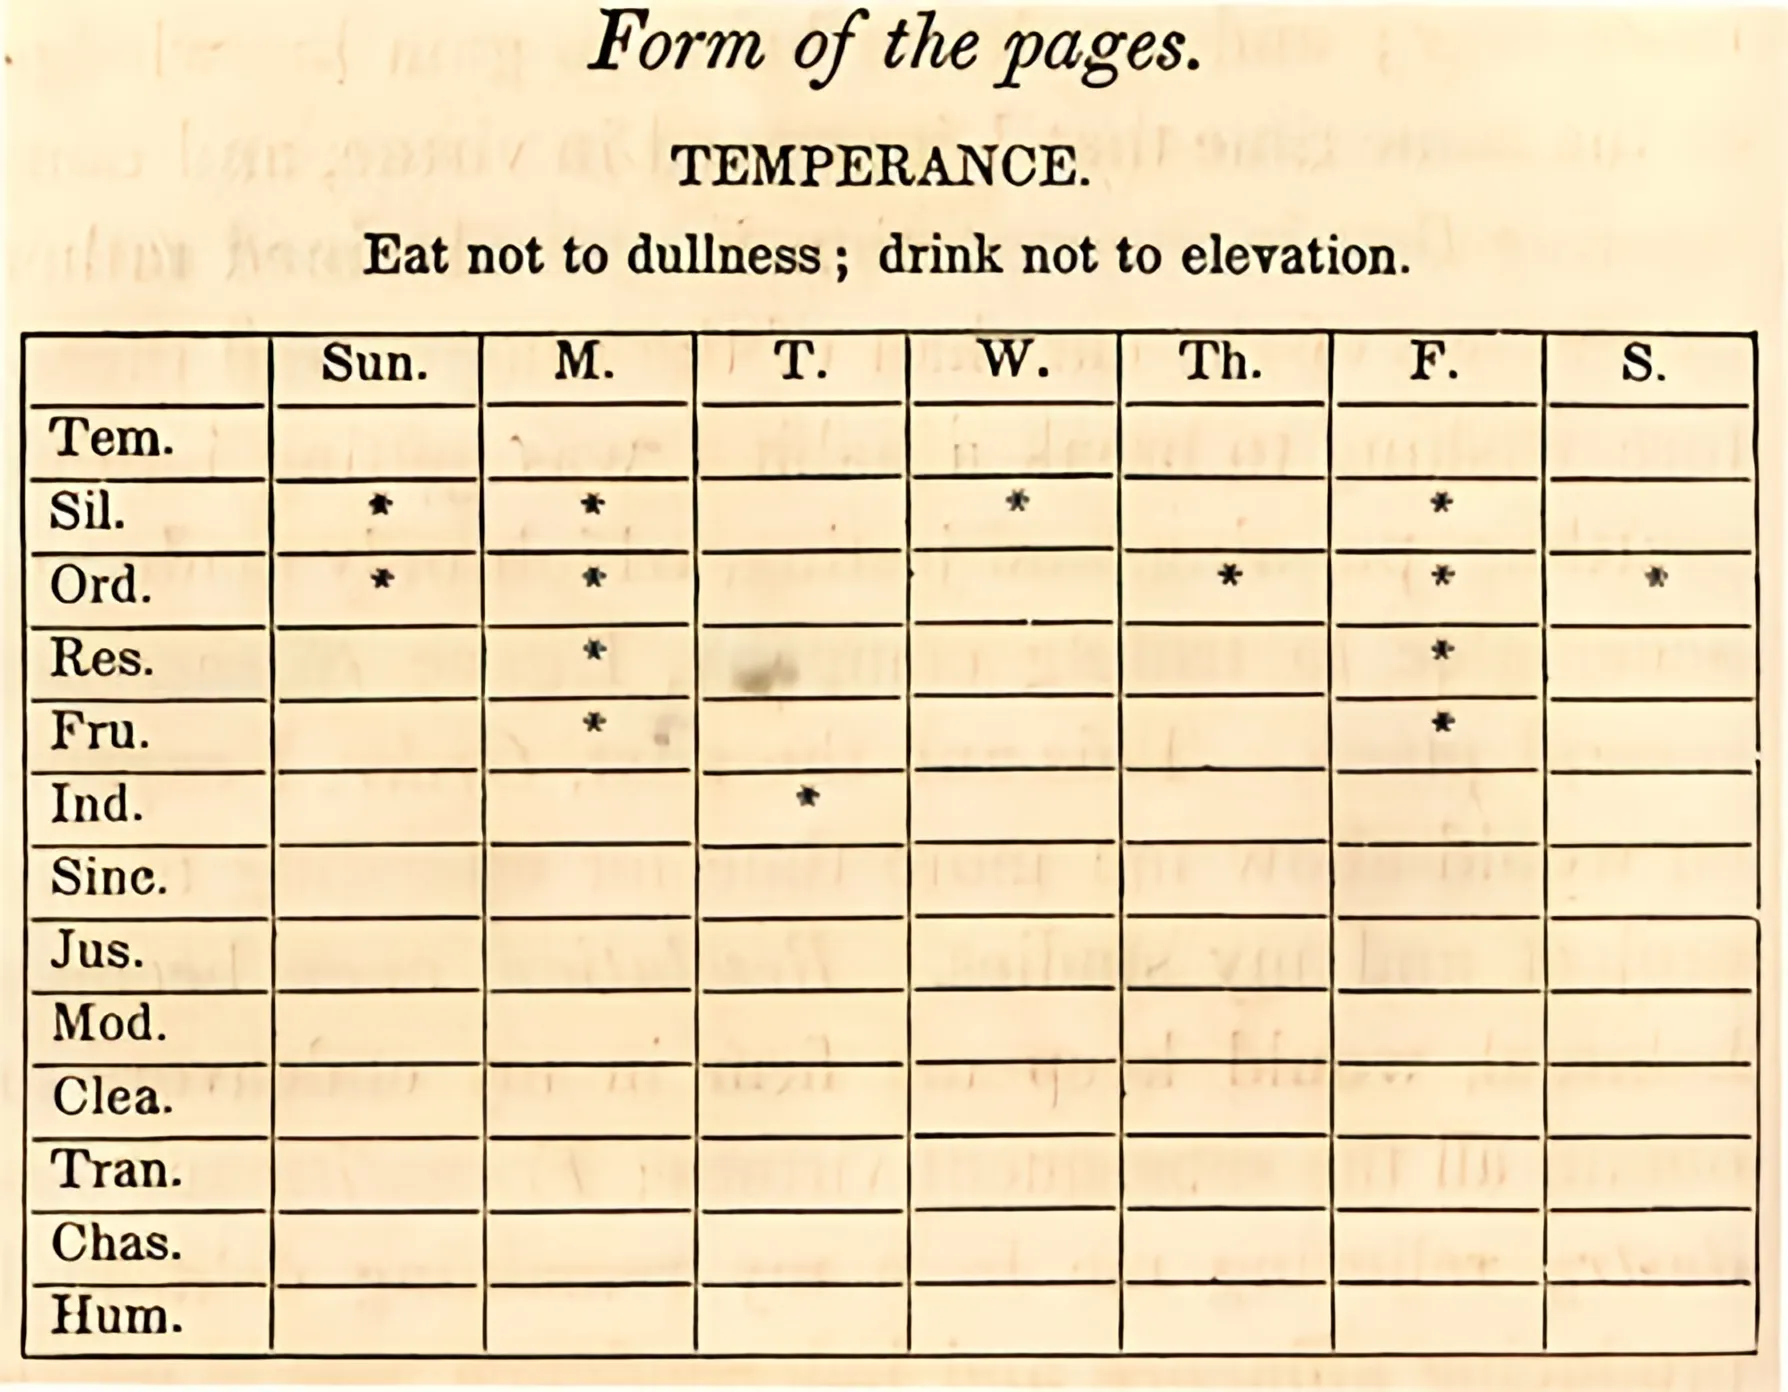 Form of the pages.
TEMPERANCE.
Eat not to dullness; drink not to elevation.
Sun. M. T. W. Th. F. S.
Tem.
Sil. * * * *
Ord. * * * * *
Res. * *
Fru. * *
Ind. *
Sinc.
Jus.
Mod.
Clea.
Tran.
Chas.
Hum.